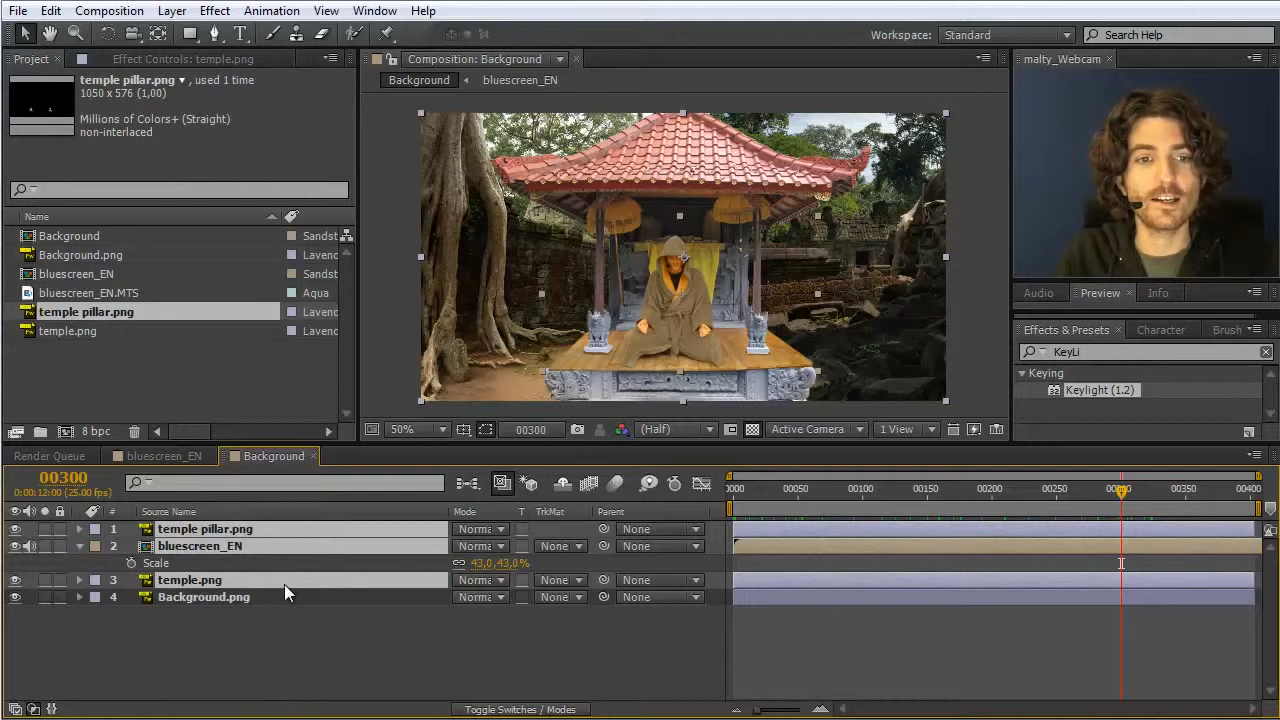 File Edit Composition Layer Effect Animation View Window Help
Workspace: Standard Search Help
Project × Effect Controls: temple.png
temple pillar.png ▼, used 1 time
1050 x 576 (1,00)
Millions of Colors+ (Straight)
non-interlaced
Name
Background Sandst
Background.png Lavenc
bluescreen_EN Sandst
bluescreen_EN.MTS Aqua
temple pillar.png Lavenc
temple.png Lavenc
8 bpc
Composition: Background ×
Background bluescreen_EN
50% 00300 (Half) Active Camera 1 View
malty_Webcam ×
Audio Preview × Info
Effects & Presets × Character Brush
KeyLi
Keying
32
Keylight (1.2)
Render Queue bluescreen_EN Background ×
00300
0:00:12:00 (25.00 fps)
0000 00050 00100 00150 00200 00250 00350 00400
# Source Name Mode T TrkMat Parent
1 temple pillar.png Norma None
2 bluescreen_EN Norma None None
Scale 43,0,43,0%
3 temple.png Norma None None
4 Background.png Norma None None
Toggle Switches / Modes